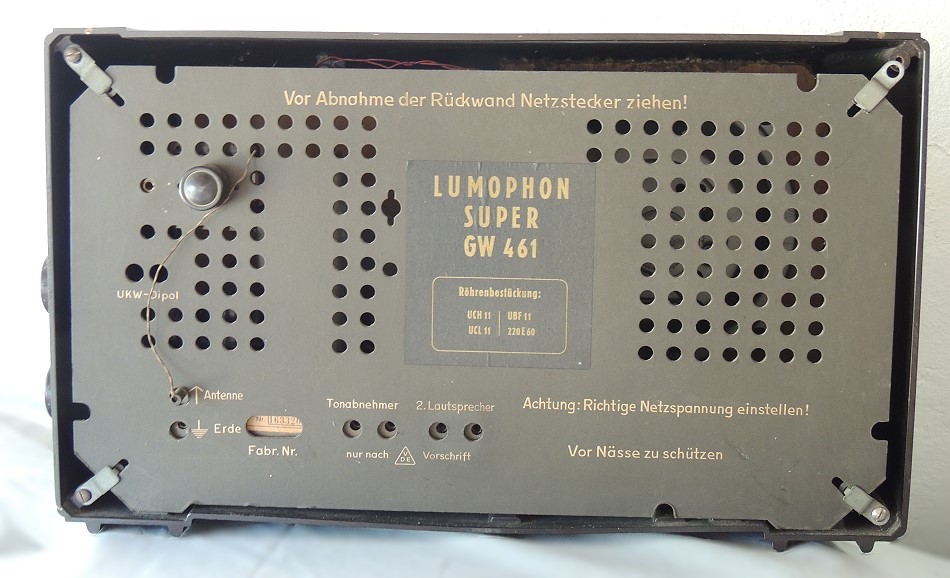 Vor Abnahme der Rückwand Netzstecker ziehen!
LUMOPHON
SUPER
GW 461
Röhrenbestückung:
UCH 11 UBF 11
UCL 11 220 E 60
UKW-Dipol
Antenne
Erde
Fabr. Nr.
Tonabnehmer 2. Lautsprecher
nur nach VDE Vorschrift
Achtung: Richtige Netzspannung einstellen!
Vor Nässe zu schützen